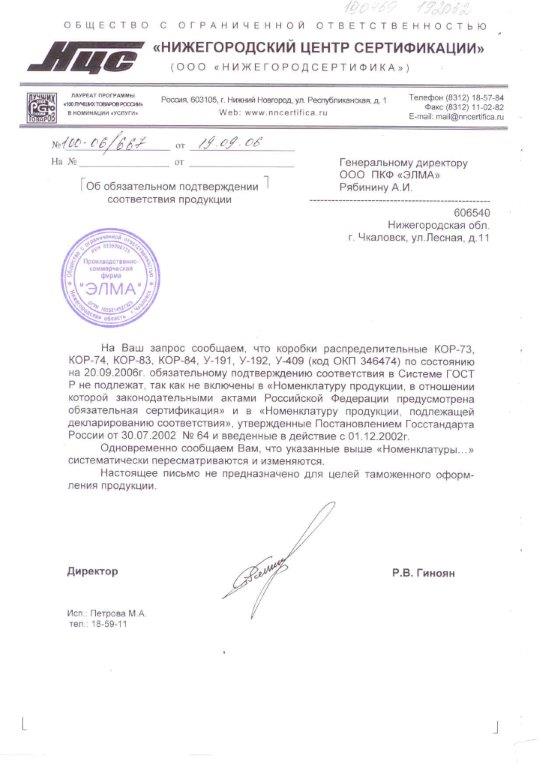 190469 192032
ОБЩЕСТВО С ОГРАНИЧЕННОЙ ОТВЕТСТВЕННОСТЬЮ
НЦС
«НИЖЕГОРОДСКИЙ ЦЕНТР СЕРТИФИКАЦИИ»
(ООО «НИЖЕГОРОДСЕРТИФИКА»)
ЛАУРЕАТ ПРОГРАММЫ
«100 ЛУЧШИХ ТОВАРОВ РОССИИ»
В НОМИНАЦИИ «УСЛУГИ»
Россия, 603105, г. Нижний Новгород, ул. Республиканская, д. 1
Web: www.nncertifica.ru
Телефон (8312) 18-57-84
Факс (8312) 11-02-82
E-mail: mail@nncertifica.ru
№ 100-06/667 от 19.09.06
На № от
Генеральному директору
ООО ПКФ «ЭЛМА»
Рябинину А.И.
606540
Нижегородская обл.
г. Чкаловск, ул.Лесная, д.11
Об обязательном подтверждении
соответствия продукции
Производственно-
коммерческая
фирма
"ЭЛМА"
На Ваш запрос сообщаем, что коробки распределительные КОР-73,
КОР-74, КОР-83, КОР-84, У-191, У-192, У-409 (код ОКП 346474) по состоянию
на 20.09.2006г. обязательному подтверждению соответствия в Системе ГОСТ
Р не подлежат, так как не включены в «Номенклатуру продукции, в отношении
которой законодательными актами Российской Федерации предусмотрена
обязательная сертификация» и в «Номенклатуру продукции, подлежащей
декларированию соответствия», утвержденные Постановлением Госстандарта
России от 30.07.2002 № 64 и введенные в действие с 01.12.2002г.
Одновременно сообщаем Вам, что указанные выше «Номенклатуры...»
систематически пересматриваются и изменяются.
Настоящее письмо не предназначено для целей таможенного оформ-
ления продукции.
Директор
Р.В. Гиноян
Исп.: Петрова М.А.
тел.: 18-59-11